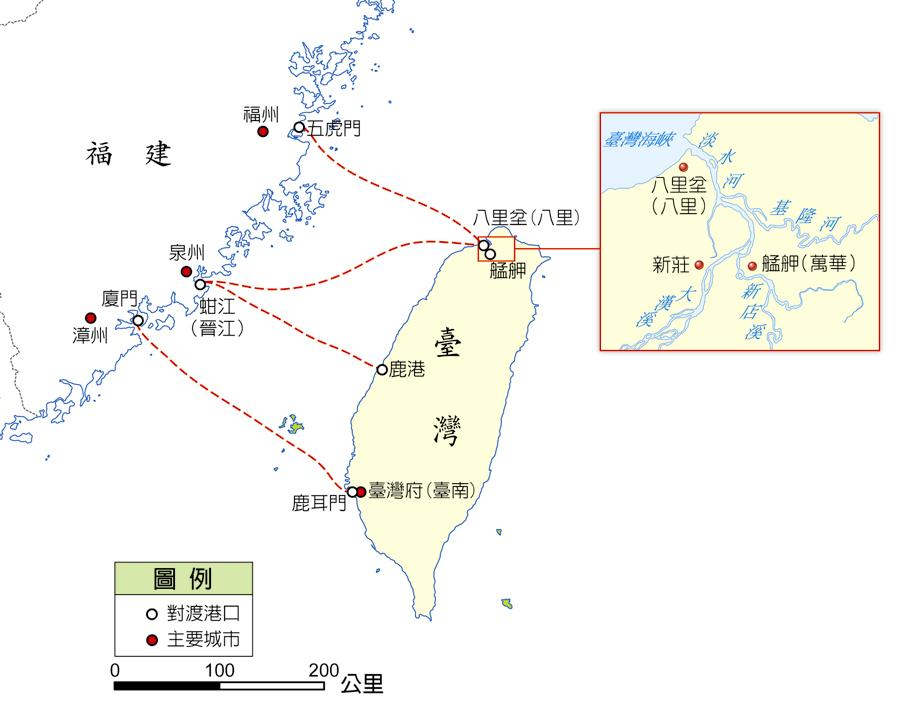 福州
五虎門
福建
泉州
蚶江
（晉江）
廈門
漳州
八里坌（八里）
艋舺
臺灣
鹿港
鹿耳門
臺灣府（臺南）
臺灣海峽
淡水河
八里坌
（八里）
基隆河
新莊
艋舺（萬華）
大漢溪
新店溪
圖例
對渡港口
主要城市
0 100 200 公里